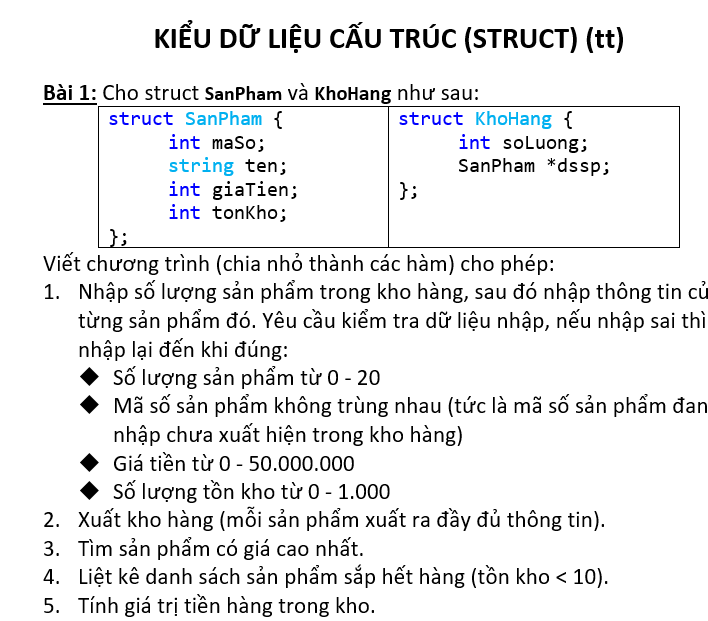 KIỂU DỮ LIỆU CẤU TRÚC (STRUCT) (tt)
Bài 1: Cho struct SanPham và KhoHang như sau:
struct SanPham {
int maSo;
string ten;
int giaTien;
int tonKho;
};
struct KhoHang {
int soLuong;
SanPham *dssp;
};
Viết chương trình (chia nhỏ thành các hàm) cho phép:
1. Nhập số lượng sản phẩm trong kho hàng, sau đó nhập thông tin củ
từng sản phẩm đó. Yêu cầu kiểm tra dữ liệu nhập, nếu nhập sai thì
nhập lại đến khi đúng:
◆ Số lượng sản phẩm từ 0 - 20
◆ Mã số sản phẩm không trùng nhau (tức là mã số sản phẩm đan
nhập chưa xuất hiện trong kho hàng)
◆ Giá tiền từ 0 - 50.000.000
◆ Số lượng tồn kho từ 0 - 1.000
2. Xuất kho hàng (mỗi sản phẩm xuất ra đầy đủ thông tin).
3. Tìm sản phẩm có giá cao nhất.
4. Liệt kê danh sách sản phẩm sắp hết hàng (tồn kho < 10).
5. Tính giá trị tiền hàng trong kho.